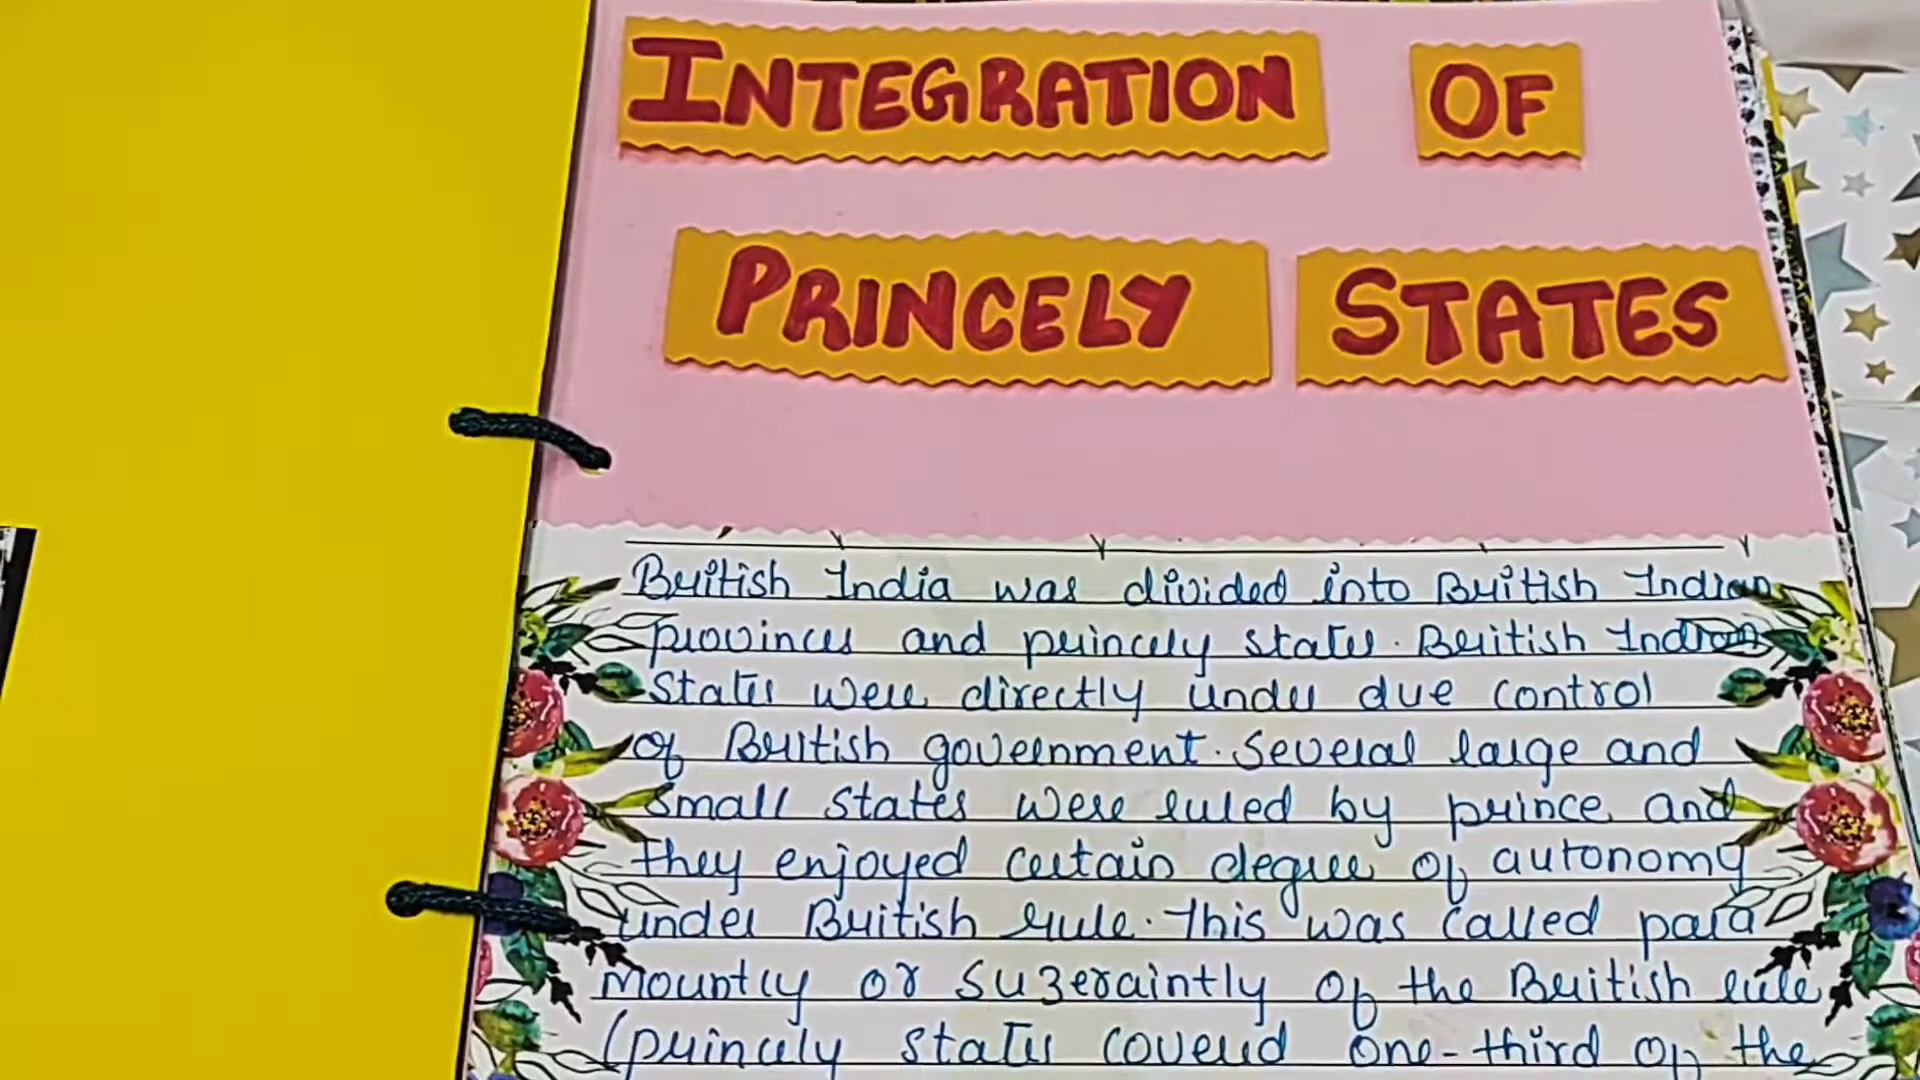 INTEGRATION OF
PRINCELY STATES
British India was divided into British Indian
provinces and princely states. British Indian
States were directly under due control
of British government. Several large and
small states were ruled by prince and
they enjoyed certain degree of autonomy
under British rule. This was called para
mountcy or suzeraintly of the British rule
(princely states covered one-third of the